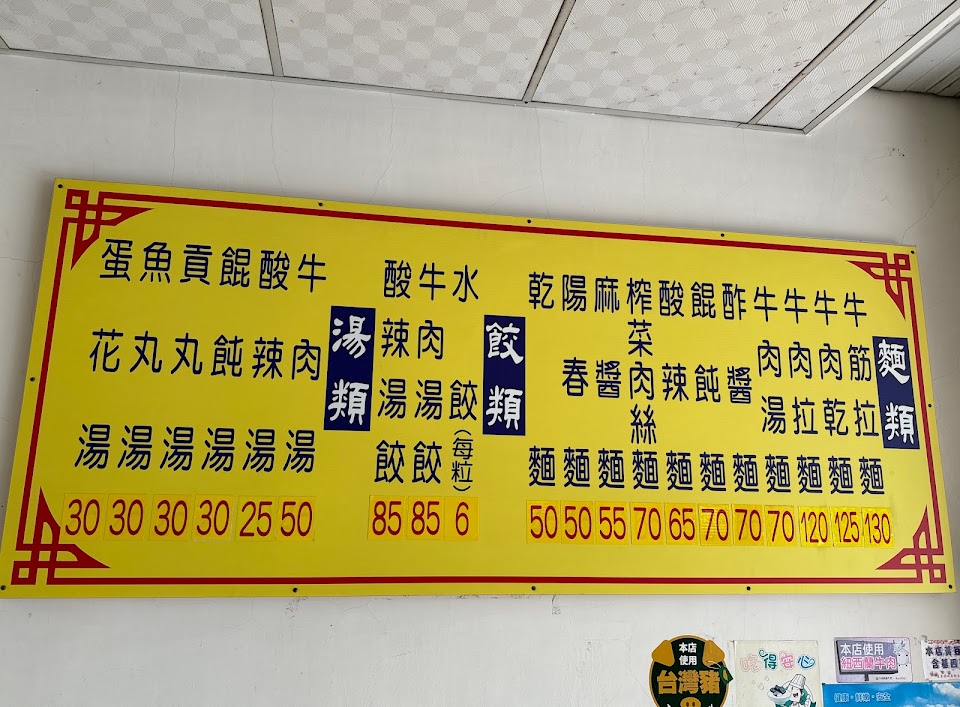 麵類
牛筋拉麵
130
牛肉乾麵
125
牛肉拉麵
120
牛肉湯麵
70
酢醬麵
70
餛飩麵
70
酸辣麵
65
榨菜肉絲麵
70
麻醬麵
55
陽春麵
50
乾麵
50
餃類
水餃(每粒)
6
牛肉湯餃
85
酸辣湯餃
85
湯類
牛肉湯
50
酸辣湯
25
餛飩湯
30
貢丸湯
30
魚丸湯
30
蛋花湯
30
本店
使用
台灣豬
吃得安心
本店使用
紐西蘭牛肉
本店